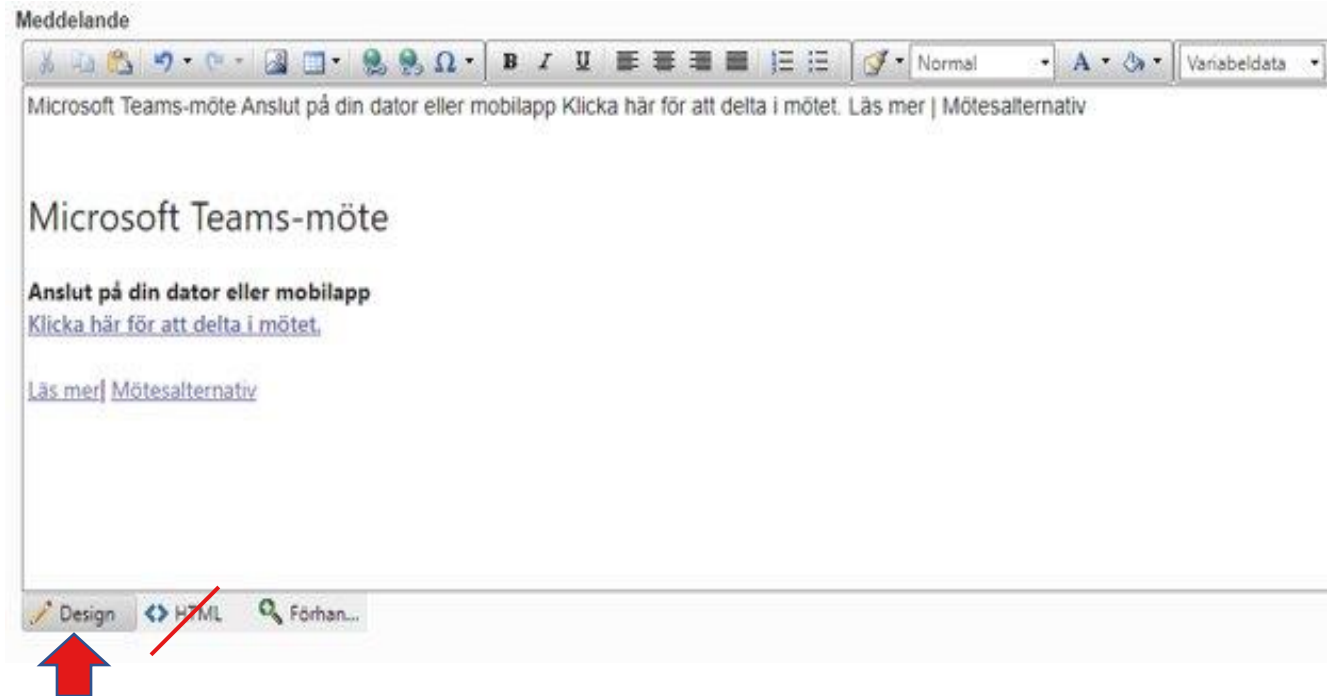 Meddelande
B I U Normal A Variabeldata
Microsoft Teams-möte Anslut på din dator eller mobilapp Klicka här för att delta i mötet. Läs mer | Mötesalternativ
Microsoft Teams-möte
Anslut på din dator eller mobilapp
Klicka här för att delta i mötet.
Läs mer| Mötesalternativ
Design HTML Förhan...